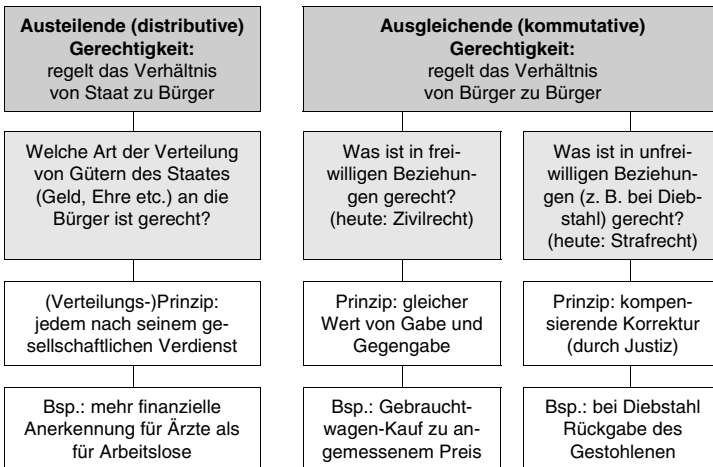 Austeilende (distributive)
Gerechtigkeit:
regelt das Verhältnis
von Staat zu Bürger
Ausgleichende (kommutative)
Gerechtigkeit:
regelt das Verhältnis
von Bürger zu Bürger
Welche Art der Verteilung
von Gütern des Staates
(Geld, Ehre etc.) an die
Bürger ist gerecht?
Was ist in frei-
willigen Beziehun-
gen gerecht?
(heute: Zivilrecht)
Was ist in unfrei-
willigen Beziehun-
gen (z. B. bei Dieb-
stahl) gerecht?
(heute: Strafrecht)
(Verteilungs-)Prinzip:
jedem nach seinem ge-
sellschaftlichen Verdienst
Prinzip: gleicher
Wert von Gabe und
Gegengabe
Prinzip: kompen-
sierende Korrektur
(durch Justiz)
Bsp.: mehr finanzielle
Anerkennung für Ärzte als
für Arbeitslose
Bsp.: Gebraucht-
wagen-Kauf zu an-
gemessenem Preis
Bsp.: bei Diebstahl
Rückgabe des
Gestohlenen